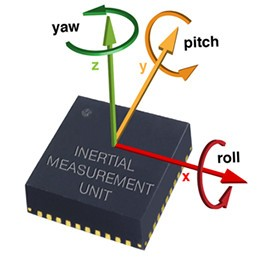 yaw
pitch
z
y
INERTIAL
MEASUREMENT
UNIT
roll
x